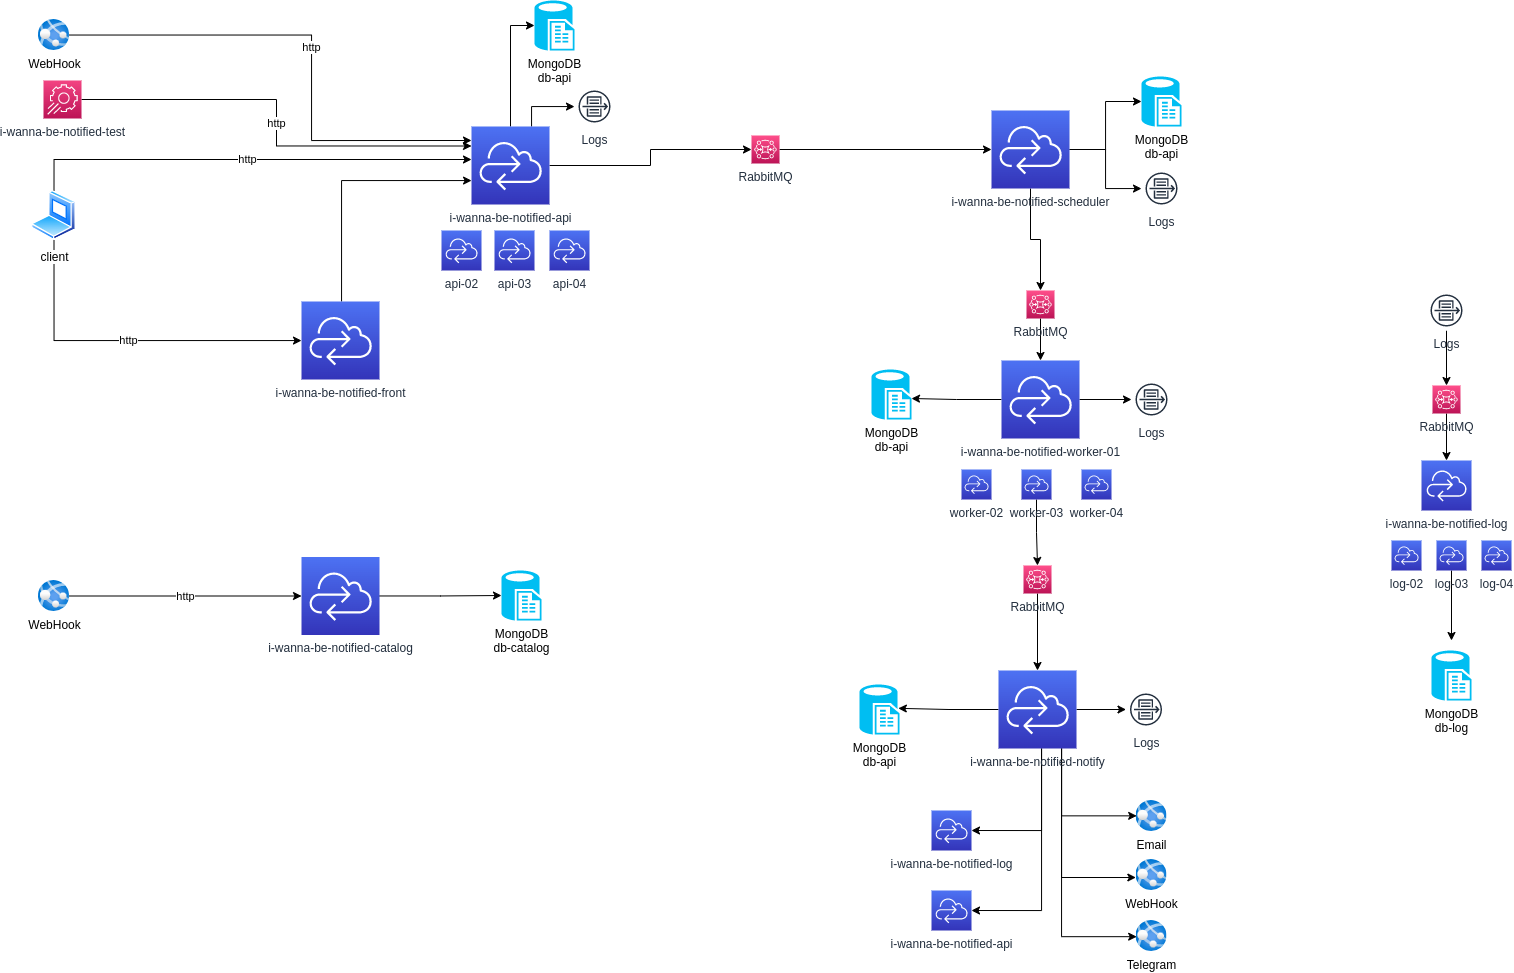 WebHook
http
i-wanna-be-notified-test
http
http
client
http
i-wanna-be-notified-front
MongoDB
db-api
Logs
i-wanna-be-notified-api
api-02
api-03
api-04
RabbitMQ
i-wanna-be-notified-scheduler
MongoDB
db-api
Logs
RabbitMQ
MongoDB
db-api
i-wanna-be-notified-worker-01
Logs
worker-02
worker-03
worker-04
RabbitMQ
MongoDB
db-api
i-wanna-be-notified-notify
Logs
i-wanna-be-notified-log
i-wanna-be-notified-api
Email
WebHook
Telegram
Logs
RabbitMQ
i-wanna-be-notified-log
log-02
log-03
log-04
MongoDB
db-log
WebHook
http
i-wanna-be-notified-catalog
MongoDB
db-catalog